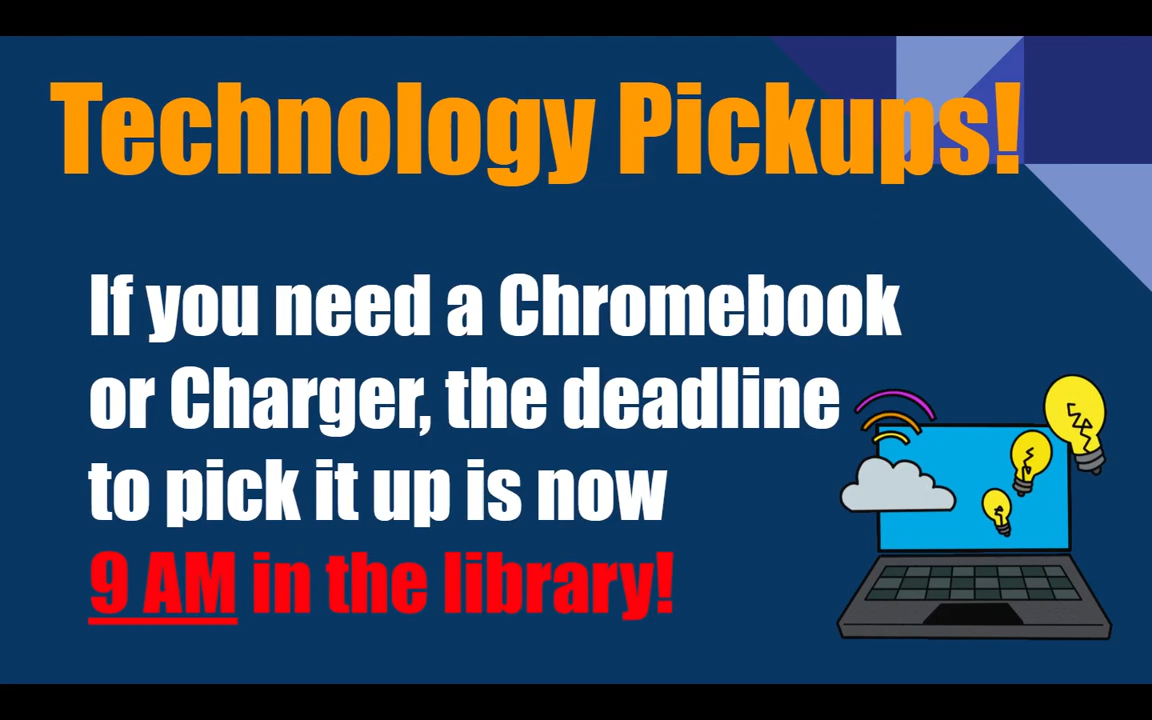 Technology Pickups!
If you need a Chromebook
or Charger, the deadline
to pick it up is now
9 AM in the library!